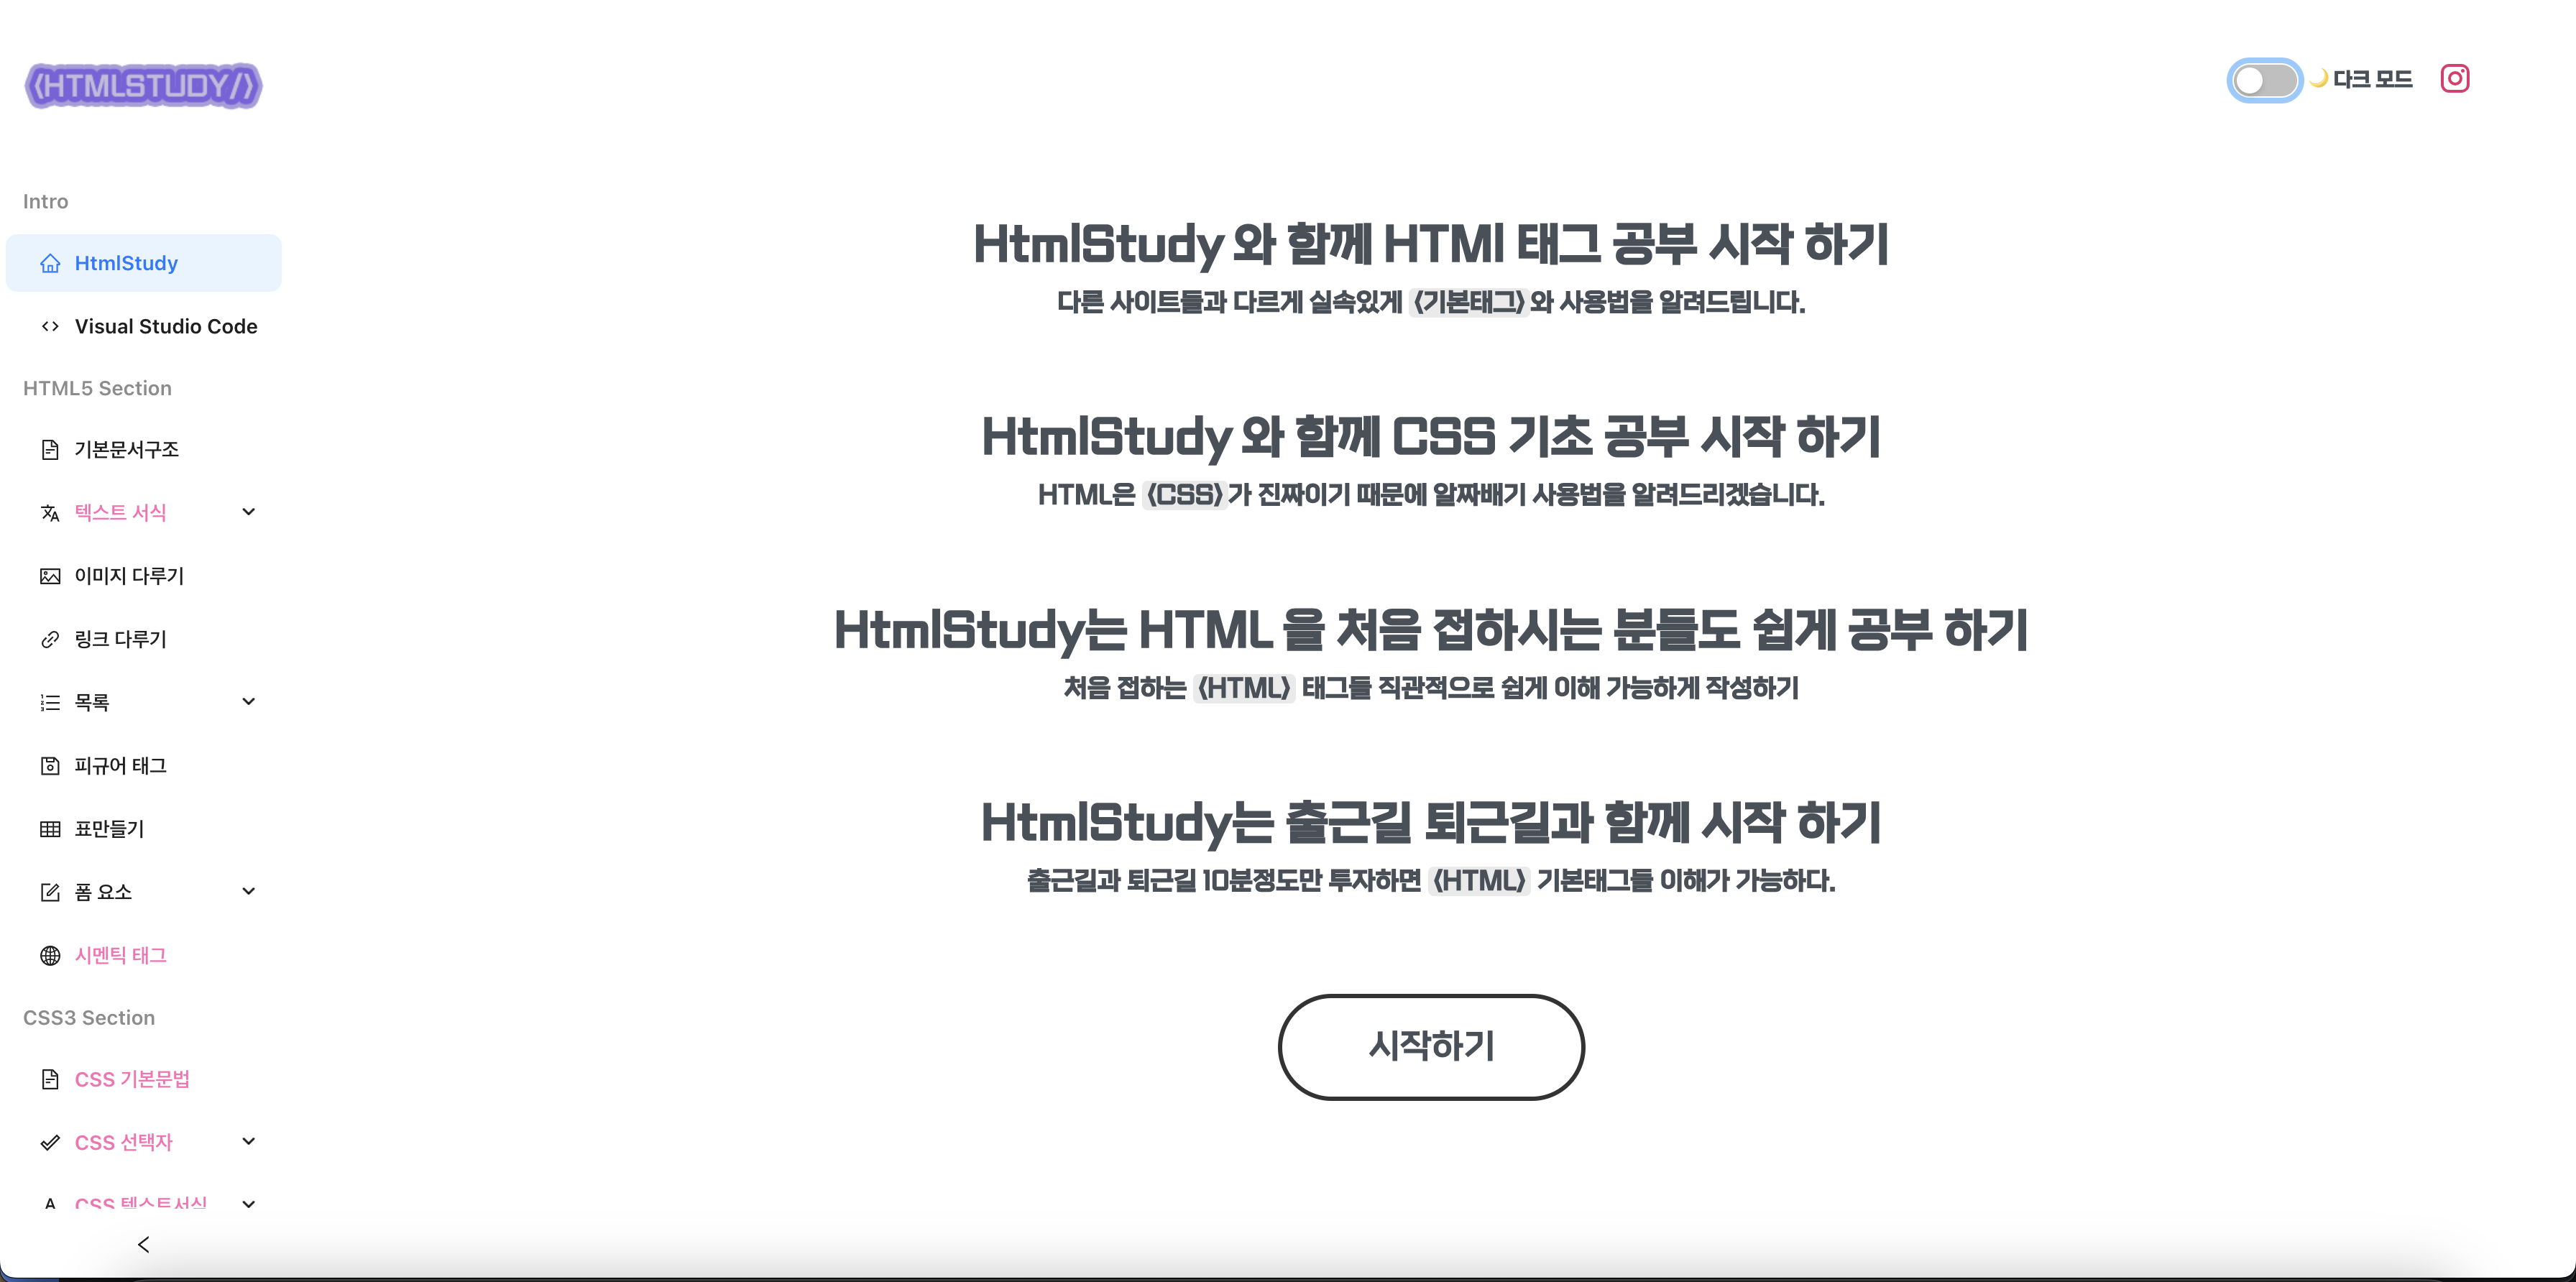 <HTMLSTUDY/>
🌙 다크 모드
Intro
HtmlStudy
Visual Studio Code
HTML5 Section
기본문서구조
텍스트 서식
이미지 다루기
링크 다루기
목록
피규어 태그
표만들기
폼 요소
시멘틱 태그
CSS3 Section
CSS 기본문법
CSS 선택자
CSS 텍스트서식
HtmlStudy 와 함께 HTMl 태그 공부 시작 하기
다른 사이트들과 다르게 실속있게 <기본태그>와 사용법을 알려드립니다.
HtmlStudy 와 함께 CSS 기초 공부 시작 하기
HTML은 <CSS>가 진짜이기 때문에 알짜배기 사용법을 알려드리겠습니다.
HtmlStudy는 HTML 을 처음 접하시는 분들도 쉽게 공부 하기
처음 접하는 <HTML> 태그들 직관적으로 쉽게 이해 가능하게 작성하기
HtmlStudy는 출근길 퇴근길과 함께 시작 하기
출근길과 퇴근길 10분정도만 투자하면 <HTML> 기본태그들 이해가 가능하다.
시작하기